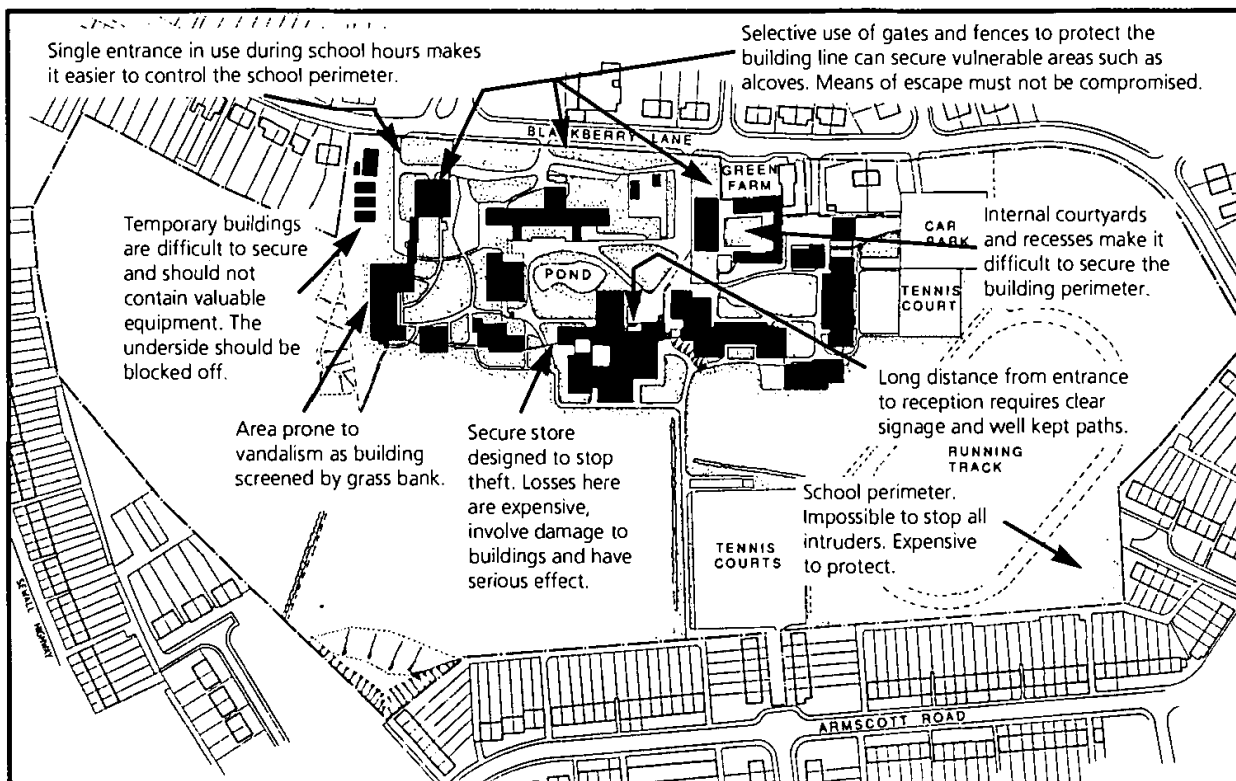 Single entrance in use during school hours makes
it easier to control the school perimeter.
Selective use of gates and fences to protect the
building line can secure vulnerable areas such as
alcoves. Means of escape must not be compromised.
BLACKBERRY LANE
GREEN
FARM
Temporary buildings
are difficult to secure
and should not
contain valuable
equipment. The
underside should be
blocked off.
POND
CAR
PARK
Internal courtyards
and recesses make it
difficult to secure the
building perimeter.
TENNIS
COURT
Area prone to
vandalism as building
screened by grass bank.
Secure store
designed to stop
theft. Losses here
are expensive,
involve damage to
buildings and have
serious effect.
Long distance from entrance
to reception requires clear
signage and well kept paths.
RUNNING
TRACK
School perimeter.
Impossible to stop all
intruders. Expensive
to protect.
TENNIS
COURTS
SEWALL HIGHWAY
ARMSCOTT ROAD